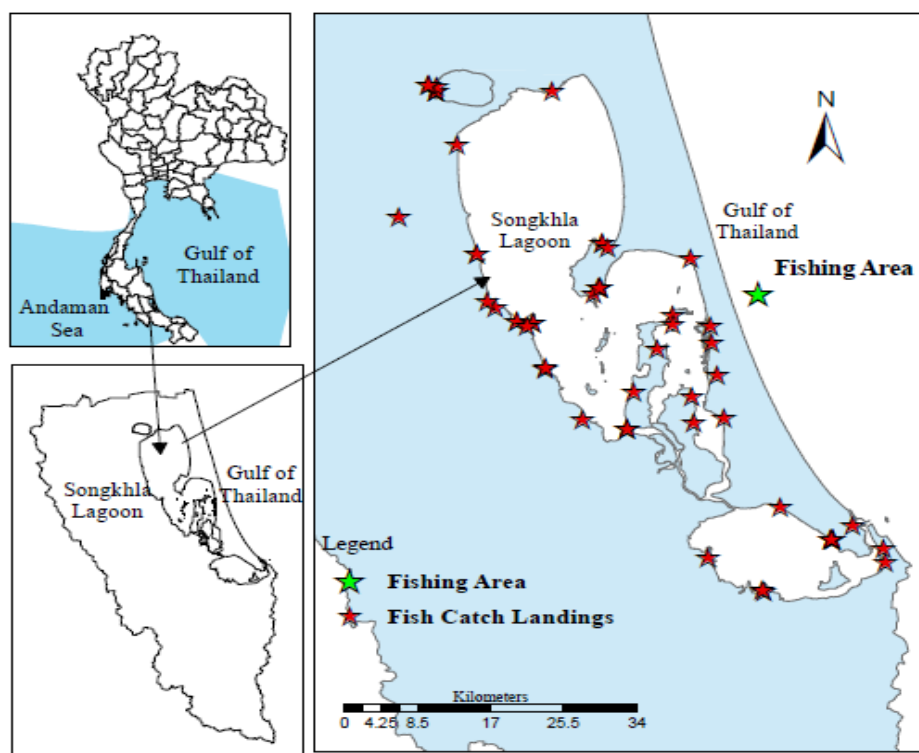 Gulf of
Thailand
Andaman
Sea
Songkhla
Lagoon
Gulf of
Thailand
N
Songkhla
Lagoon
Gulf of
Thailand
Fishing Area
Legend
Fishing Area
Fish Catch Landings
Kilometers
0 4.25 8.5 17 25.5 34